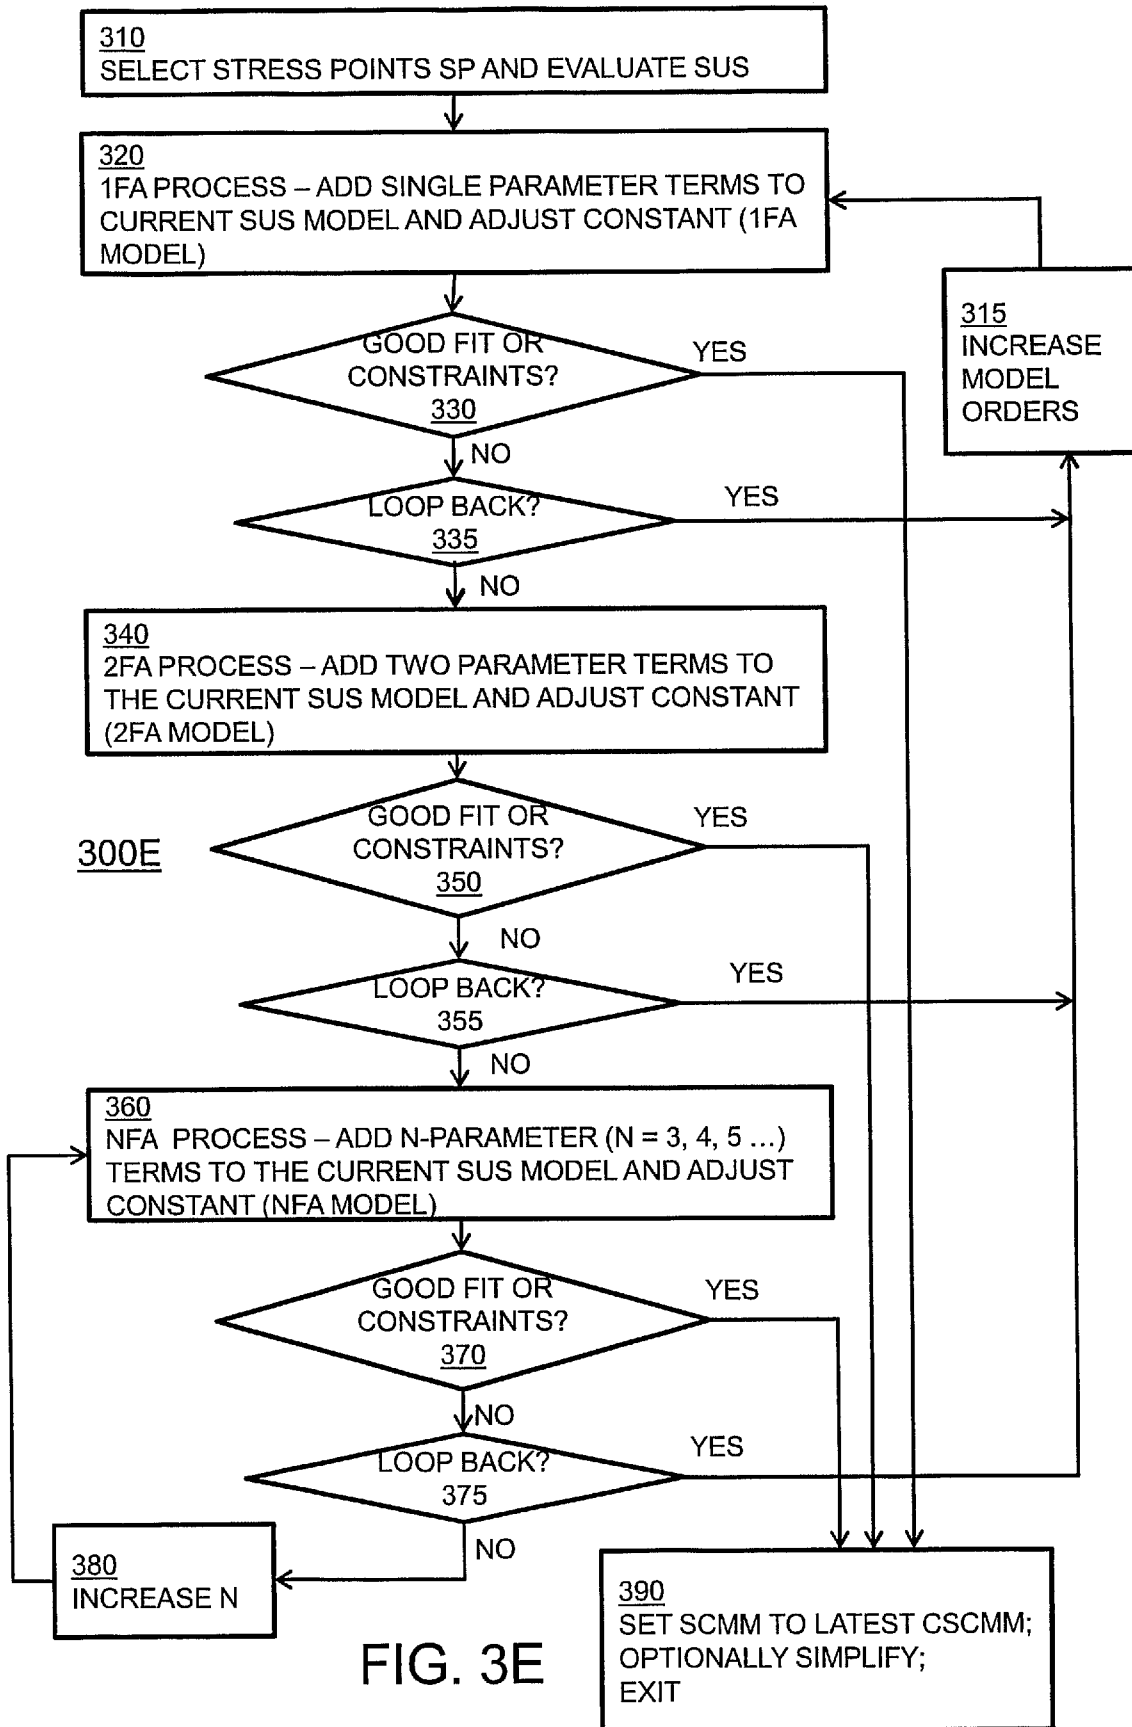 310
SELECT STRESS POINTS SP AND EVALUATE SUS
320
1FA PROCESS – ADD SINGLE PARAMETER TERMS TO
CURRENT SUS MODEL AND ADJUST CONSTANT (1FA
MODEL)
315
INCREASE
MODEL
ORDERS
GOOD FIT OR
CONSTRAINTS?
330
YES
NO
LOOP BACK?
335
YES
NO
340
2FA PROCESS – ADD TWO PARAMETER TERMS TO
THE CURRENT SUS MODEL AND ADJUST CONSTANT
(2FA MODEL)
300E
GOOD FIT OR
CONSTRAINTS?
350
YES
NO
LOOP BACK?
355
YES
NO
360
NFA PROCESS – ADD N-PARAMETER (N = 3, 4, 5 ...)
TERMS TO THE CURRENT SUS MODEL AND ADJUST
CONSTANT (NFA MODEL)
GOOD FIT OR
CONSTRAINTS?
370
YES
NO
LOOP BACK?
375
YES
NO
380
INCREASE N
390
SET SCMM TO LATEST CSCMM;
OPTIONALLY SIMPLIFY;
EXIT
FIG. 3E